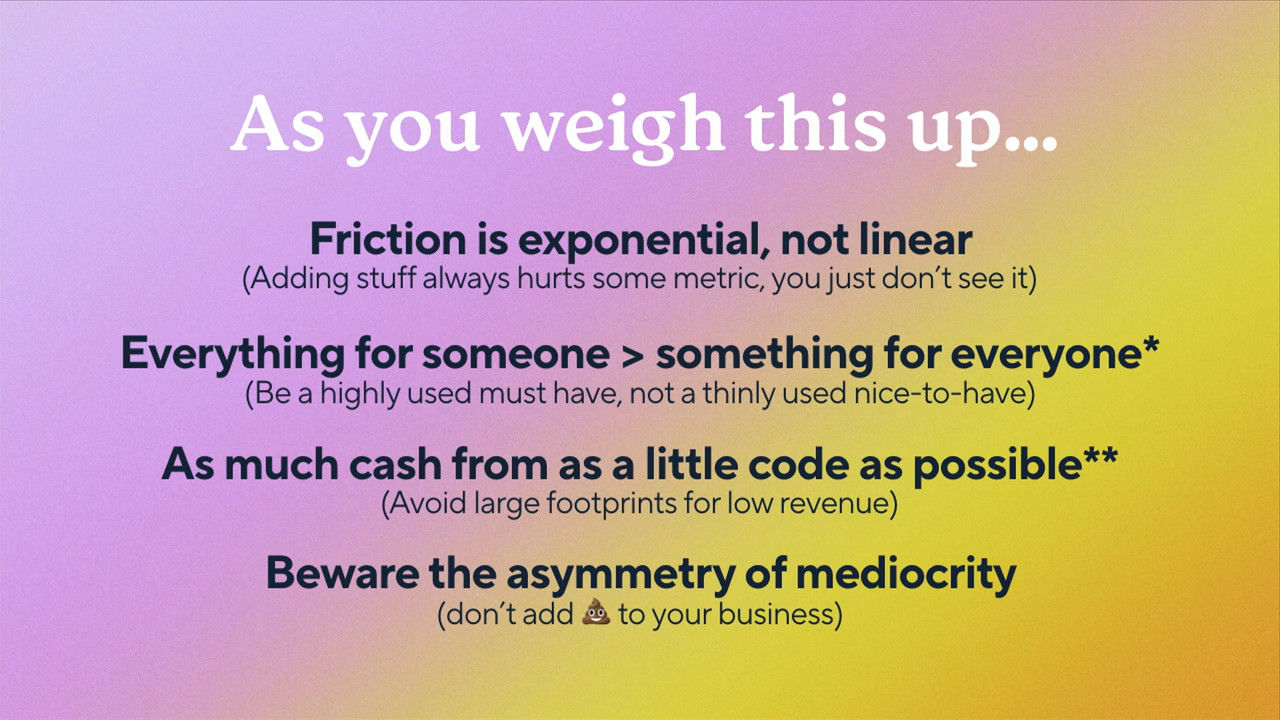 As you weigh this up...
Friction is exponential, not linear
(Adding stuff always hurts some metric, you just don’t see it)
Everything for someone > something for everyone*
(Be a highly used must have, not a thinly used nice-to-have)
As much cash from as a little code as possible**
(Avoid large footprints for low revenue)
Beware the asymmetry of mediocrity
(don’t add 💩 to your business)